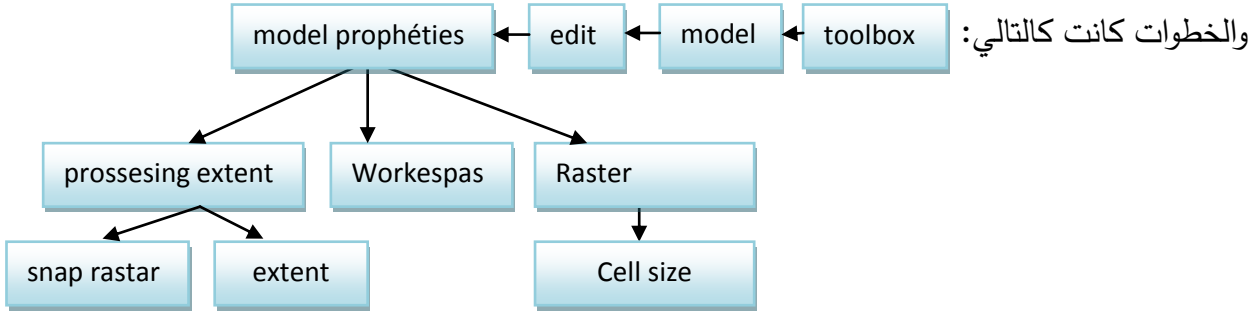 والخطوات كانت كالتالي:
toolbox
model
edit
model prophéties
prossesing extent
Workespas
Raster
snap rastar
extent
Cell size